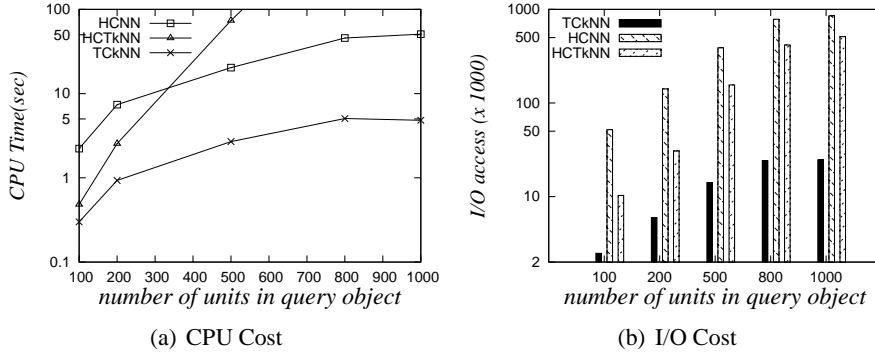 100
50
10
5
1
0.1
CPU Time(sec)
HCNN
HCTkNN
TCkNN
100 200 300 400 500 600 700 800 900 1000
number of units in query object
(a) CPU Cost
1000
500
100
50
10
2
I/O access (x 1000)
TCkNN
HCNN
HCTkNN
100 200 500 800 1000
number of units in query object
(b) I/O Cost